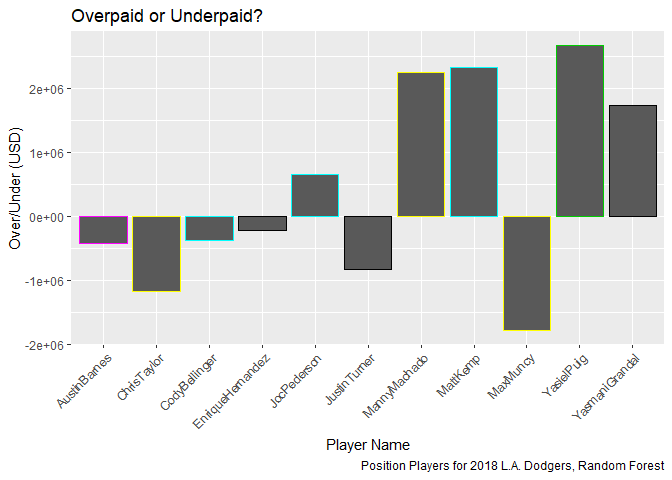 Overpaid or Underpaid?
Over/Under (USD)
2e+06
1e+06
0e+00
-1e+06
-2e+06
AustinBarnes
ChrisTaylor
CodyBellinger
EnriqueHernandez
JocPederson
JustinTurner
MannyMachado
MattKemp
MaxMuncy
YasielPuig
YasmaniGrandal
Player Name
Position Players for 2018 L.A. Dodgers, Random Forest